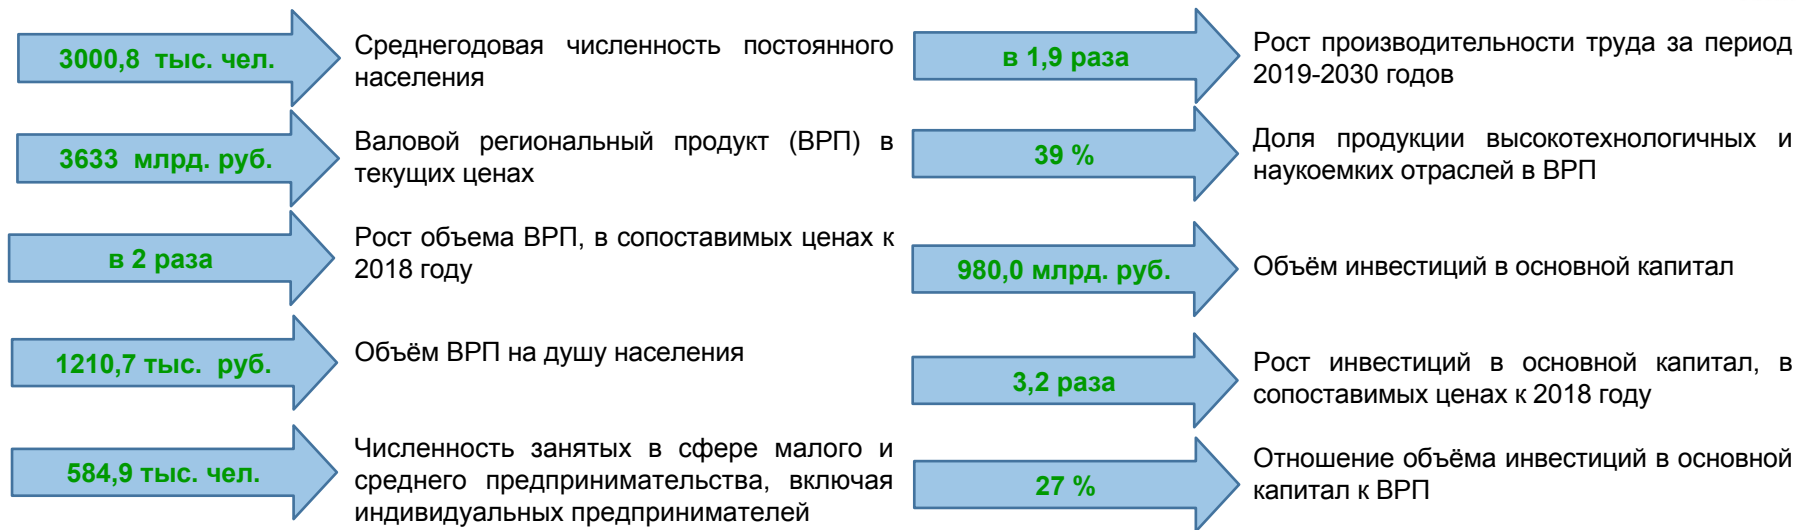 3000,8 тыс. чел.
Среднегодовая численность постоянного
населения
3633 млрд. руб.
Валовой региональный продукт (ВРП) в
текущих ценах
в 2 раза
Рост объема ВРП, в сопоставимых ценах к
2018 году
1210,7 тыс. руб.
Объём ВРП на душу населения
584,9 тыс. чел.
Численность занятых в сфере малого и
среднего предпринимательства, включая
индивидуальных предпринимателей
в 1,9 раза
Рост производительности труда за период
2019-2030 годов
39 %
Доля продукции высокотехнологичных и
наукоемких отраслей в ВРП
980,0 млрд. руб.
Объём инвестиций в основной капитал
3,2 раза
Рост инвестиций в основной капитал, в
сопоставимых ценах к 2018 году
27 %
Отношение объёма инвестиций в основной
капитал к ВРП